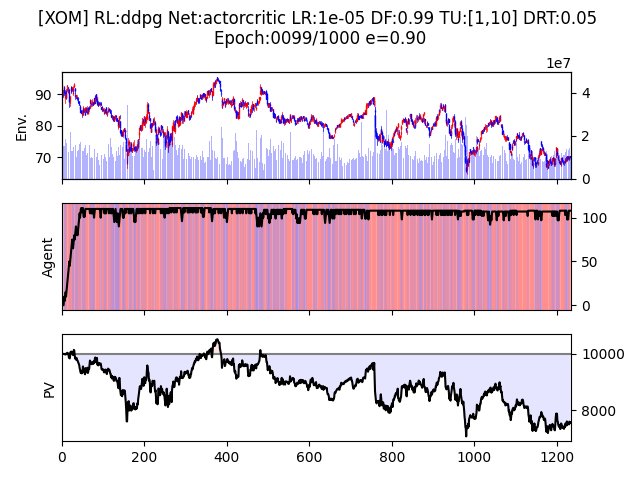 [XOM] RL:ddpg Net:actorcritic LR:1e-05 DF:0.99 TU:[1,10] DRT:0.05
Epoch:0099/1000 e=0.90
1e7
Env.
90
80
70
4
2
0
Agent
100
50
0
PV
10000
8000
0 200 400 600 800 1000 1200